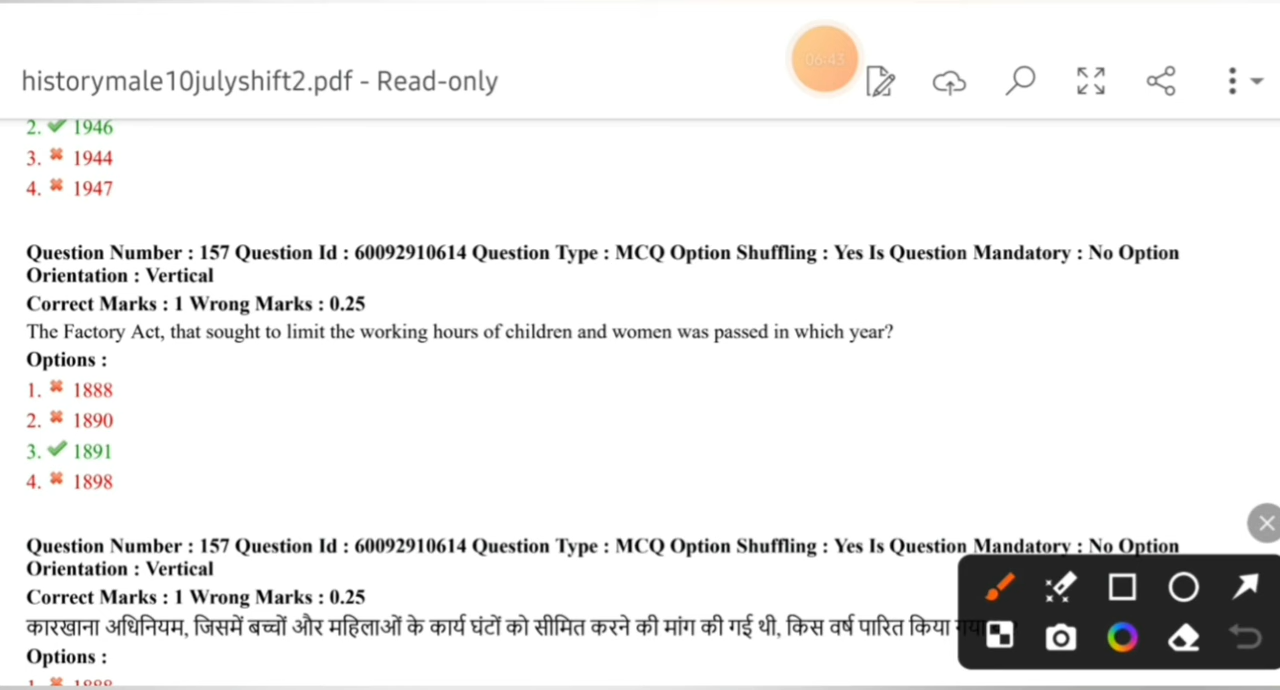 06:45
historymale10julyshift2.pdf - Read-only
2. 1946
3. 1944
4. 1947
Question Number : 157 Question Id : 60092910614 Question Type : MCQ Option Shuffling : Yes Is Question Mandatory : No Option
Orientation : Vertical
Correct Marks : 1 Wrong Marks : 0.25
The Factory Act, that sought to limit the working hours of children and women was passed in which year?
Options :
1. 1888
2. 1890
3. 1891
4. 1898
Question Number : 157 Question Id : 60092910614 Question Type : MCQ Option Shuffling : Yes Is Question Mandatory : No Option
Orientation : Vertical
Correct Marks : 1 Wrong Marks : 0.25
कारखाना अधिनियम, जिसमें बच्चों और महिलाओं के कार्य घंटों को सीमित करने की मांग की गई थी, किस वर्ष पारित किया गया
Options :